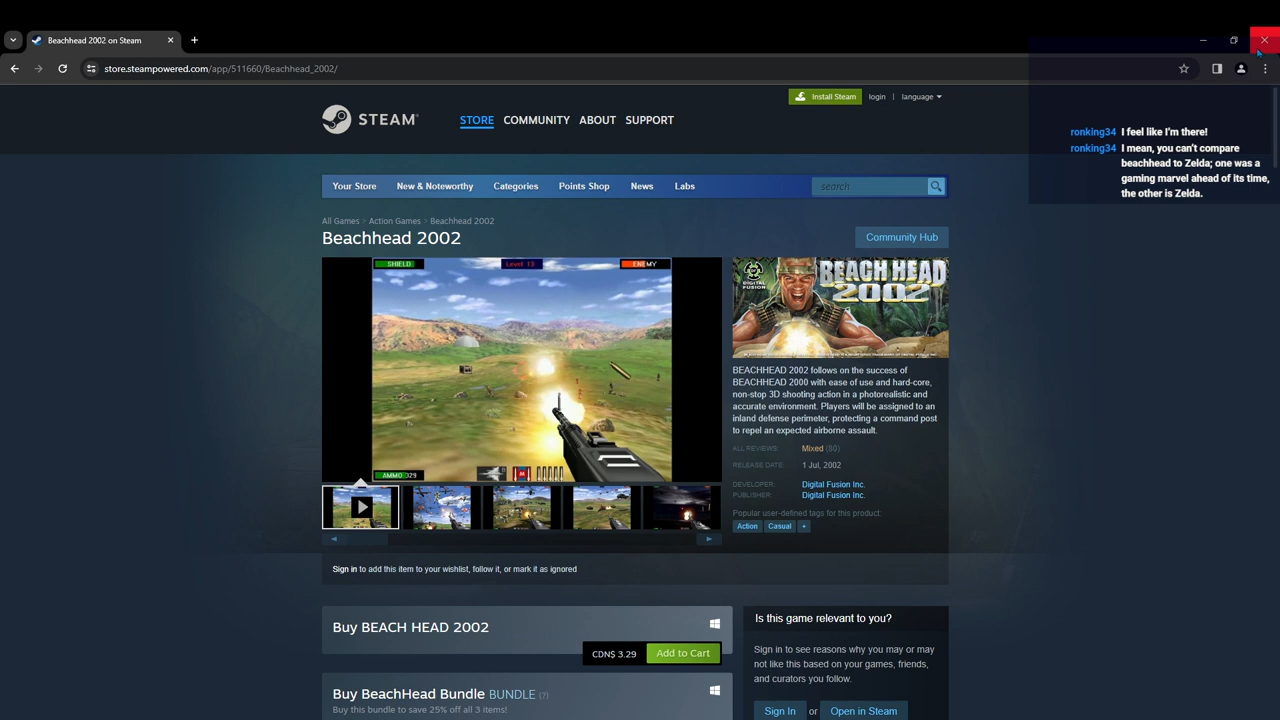 Beachhead 2002 on Steam
store.steampowered.com/app/511660/Beachhead_2002/
Install Steam login | language
STEAM®
STORE COMMUNITY ABOUT SUPPORT
ronking34 I feel like I'm there!
ronking34 I mean, you can't compare
beachhead to Zelda; one was a
gaming marvel ahead of its time,
the other is Zelda.
Your Store New & Noteworthy Categories Points Shop News Labs search
All Games > Action Games > Beachhead 2002
Beachhead 2002
Community Hub
SHIELD Level 13 ENEMY
AMMO 329
DIGITAL FUSION
BEACH HEAD
2002
BEACHHEAD 2002 follows on the success of
BEACHHEAD 2000 with ease of use and hard-core,
non-stop 3D shooting action in a photorealistic and
accurate environment. Players will be assigned to an
inland defense perimeter, protecting a command post
to repel an expected airborne assault.
ALL REVIEWS: Mixed (80)
RELEASE DATE: 1 Jul, 2002
DEVELOPER: Digital Fusion Inc.
PUBLISHER: Digital Fusion Inc.
Popular user-defined tags for this product:
Action Casual +
Sign in to add this item to your wishlist, follow it, or mark it as ignored
Buy BEACH HEAD 2002
CDN$ 3.29 Add to Cart
Buy BeachHead Bundle BUNDLE (?)
Buy this bundle to save 25% off all 3 items!
Is this game relevant to you?
Sign in to see reasons why you may or may
not like this based on your games, friends,
and curators you follow.
Sign In or Open in Steam